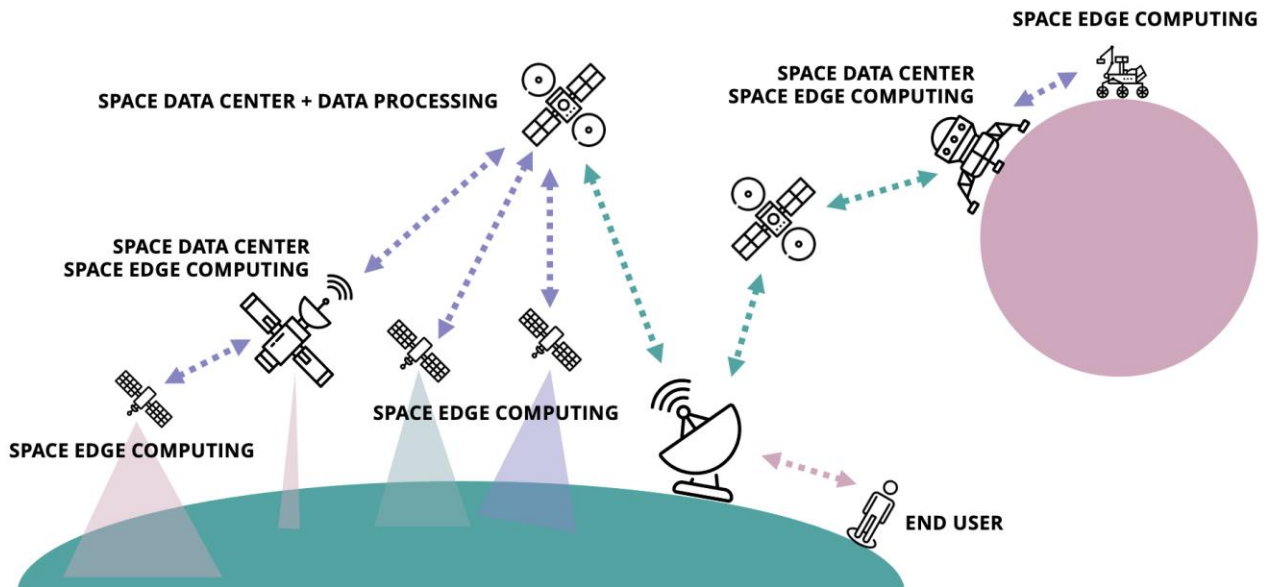 SPACE EDGE COMPUTING
SPACE DATA CENTER
SPACE EDGE COMPUTING
SPACE DATA CENTER + DATA PROCESSING
SPACE DATA CENTER
SPACE EDGE COMPUTING
SPACE EDGE COMPUTING
SPACE EDGE COMPUTING
END USER